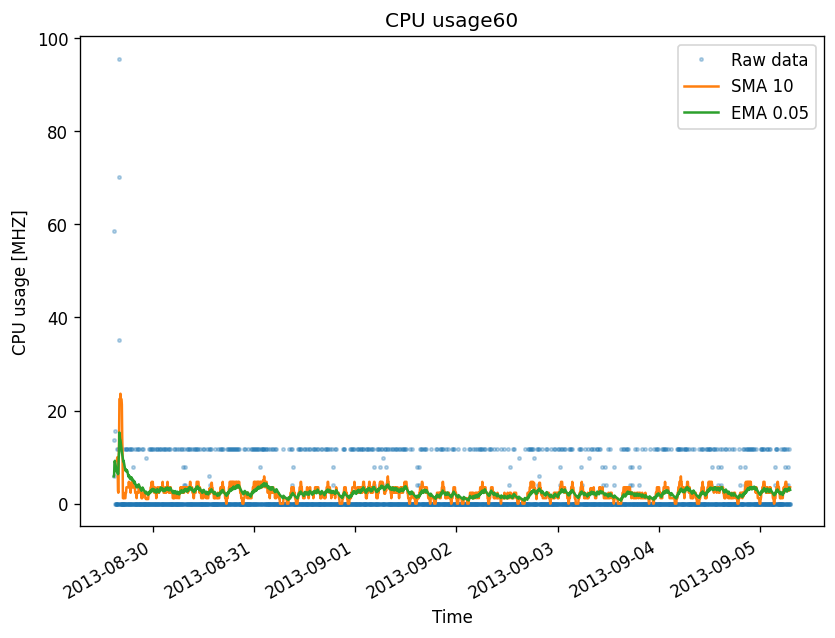 CPU usage60
Raw data
SMA 10
EMA 0.05
CPU usage [MHZ]
100
80
60
40
20
0
2013-08-30
2013-08-31
2013-09-01
2013-09-02
2013-09-03
2013-09-04
2013-09-05
Time